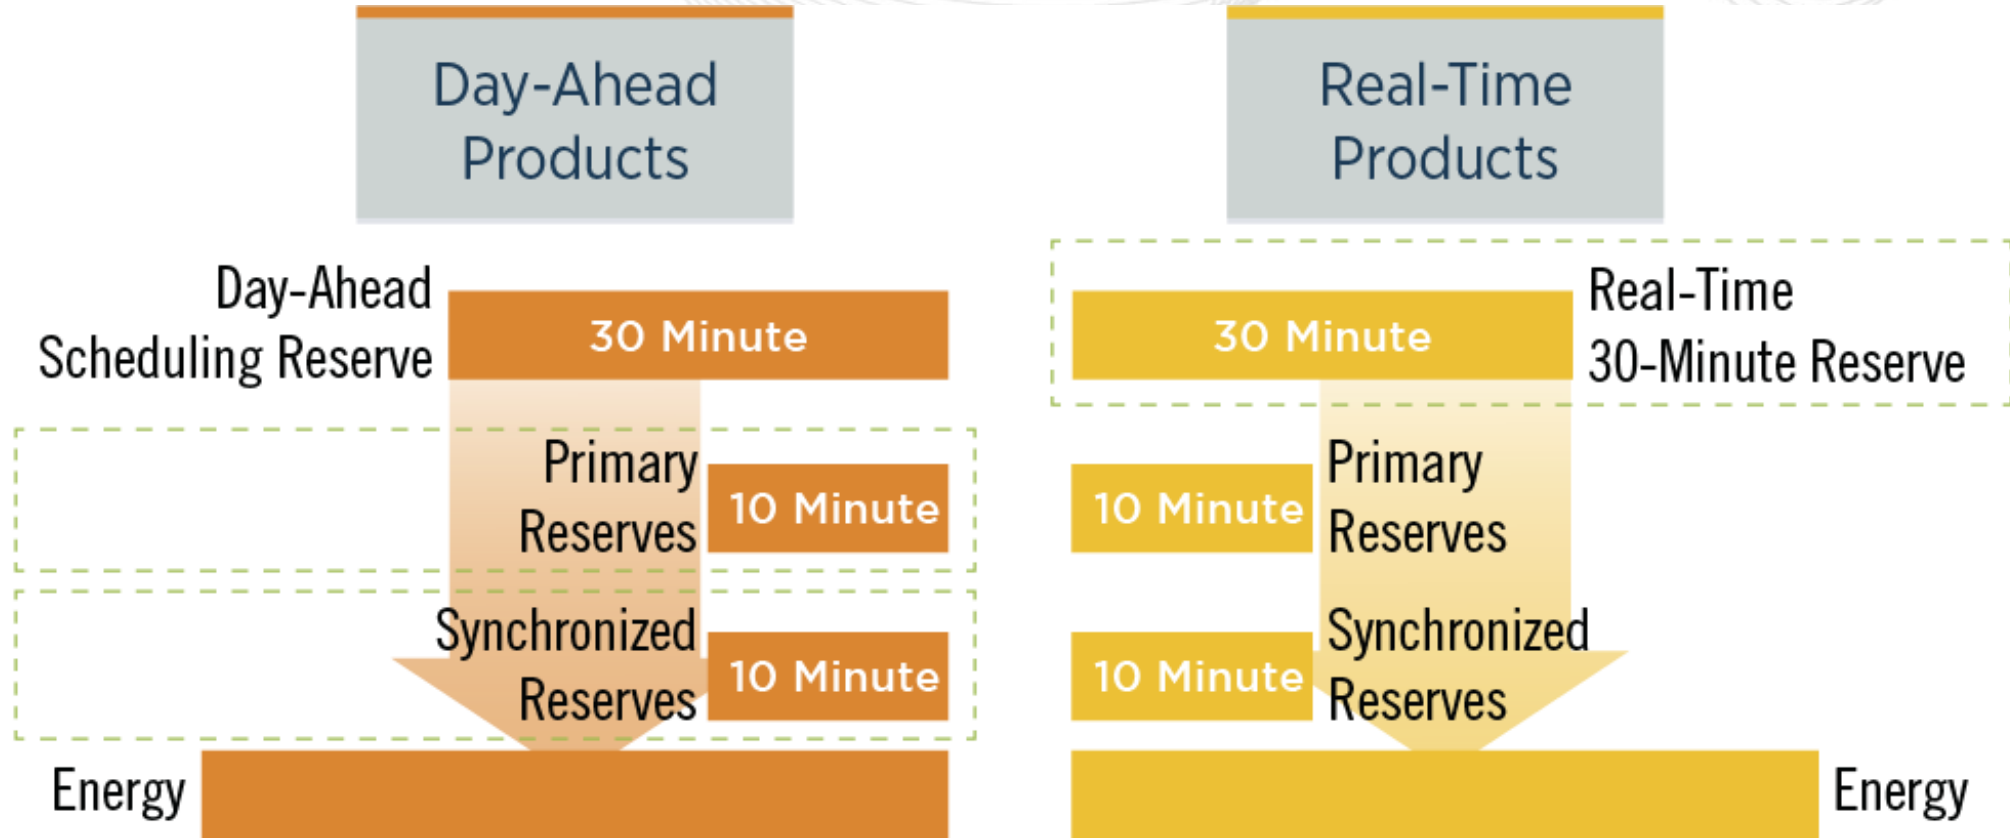 Day-Ahead
Products
Real-Time
Products
Day-Ahead
Scheduling Reserve
30 Minute
30 Minute
Real-Time
30-Minute Reserve
Primary
Reserves
10 Minute
10 Minute
Primary
Reserves
Synchronized
Reserves
10 Minute
10 Minute
Synchronized
Reserves
Energy
Energy